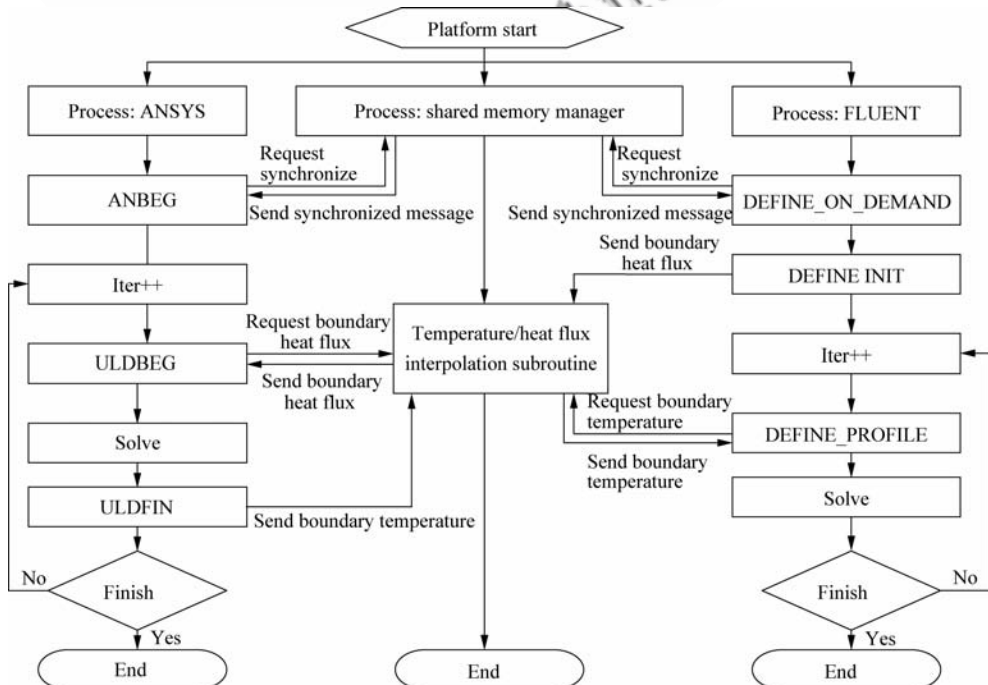 Platform start
Process: ANSYS
Process: shared memory manager
Process: FLUENT
Request
synchronize
Request
synchronize
ANBEG
Send synchronized message
Send synchronized message
DEFINE_ON_DEMAND
Send boundary
heat flux
DEFINE INIT
Iter++
Request boundary
heat flux
Temperature/heat flux
interpolation subroutine
Iter++
ULDBEG
Send boundary
heat flux
Request boundary
temperature
DEFINE_PROFILE
Solve
Send boundary
temperature
Solve
ULDFIN
Send boundary temperature
No
Finish
Finish
No
Yes
Yes
End
End
End